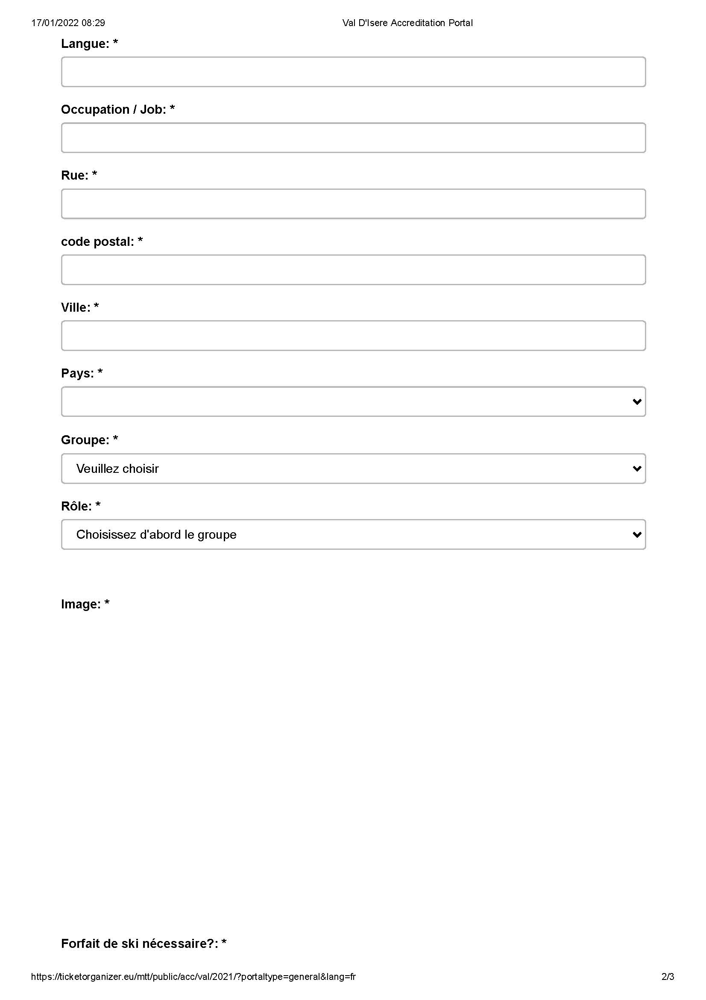 17/01/2022 08:29 Val D'Isere Accreditation Portal
Langue: *
Occupation / Job: *
Rue: *
code postal: *
Ville: *
Pays: *
Groupe: *
Veuillez choisir
Rôle: *
Choisissez d'abord le groupe
Image: *
Forfait de ski nécessaire?: *
https://ticketorganizer.eu/mtt/public/acc/val/2021/?portaltype=general&lang=fr 2/3